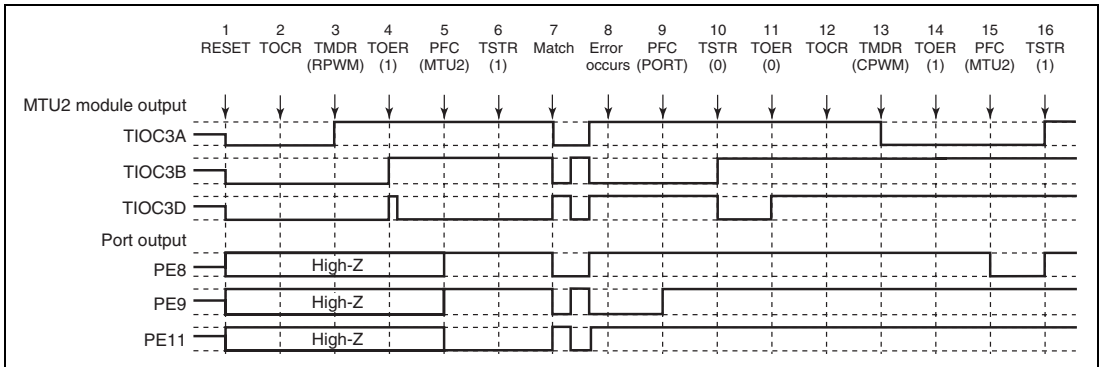 1 2 3 4 5 6 7 8 9 10 11 12 13 14 15 16
RESET TOCR TMDR TOER PFC TSTR Match Error PFC TSTR TOER TOCR TMDR TOER PFC TSTR
(RPWM) (1) (MTU2) (1) occurs (PORT) (0) (0) (CPWM) (1) (MTU2) (1)
MTU2 module output
TIOC3A
TIOC3B
TIOC3D
Port output
PE8 High-Z
PE9 High-Z
PE11 High-Z